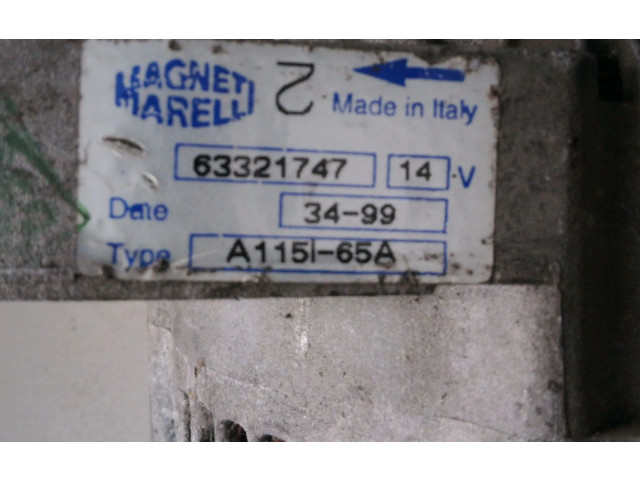 MAGNETI
MARELLI
2
Made in Italy
63321747 14 V
Date 34-99
Type A115I-65A